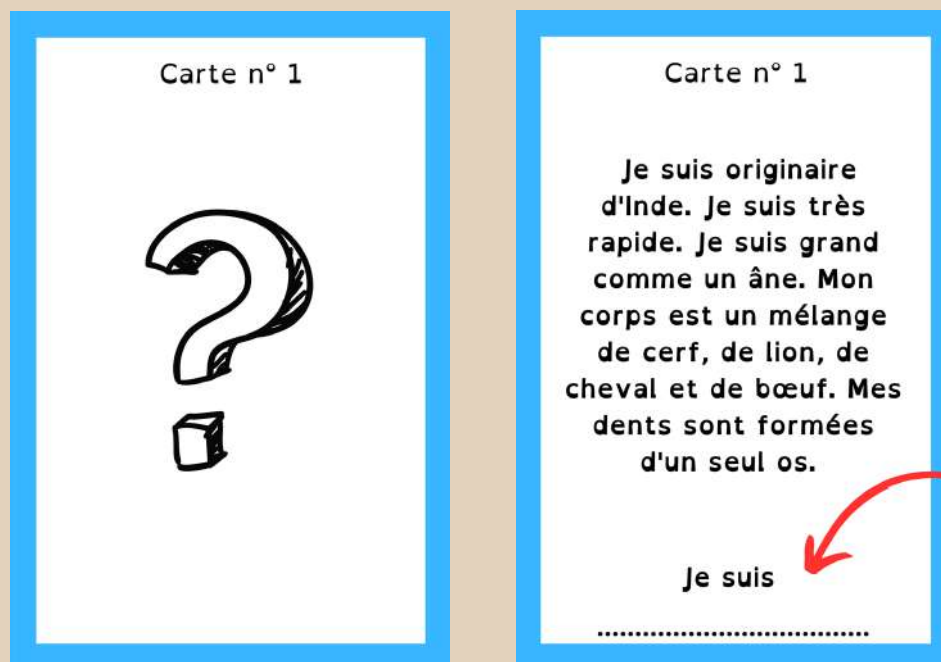 Carte n° 1
?
Carte n° 1
Je suis originaire
d'Inde. Je suis très
rapide. Je suis grand
comme un âne. Mon
corps est un mélange
de cerf, de lion, de
cheval et de bœuf. Mes
dents sont formées
d'un seul os.
Je suis
....................................